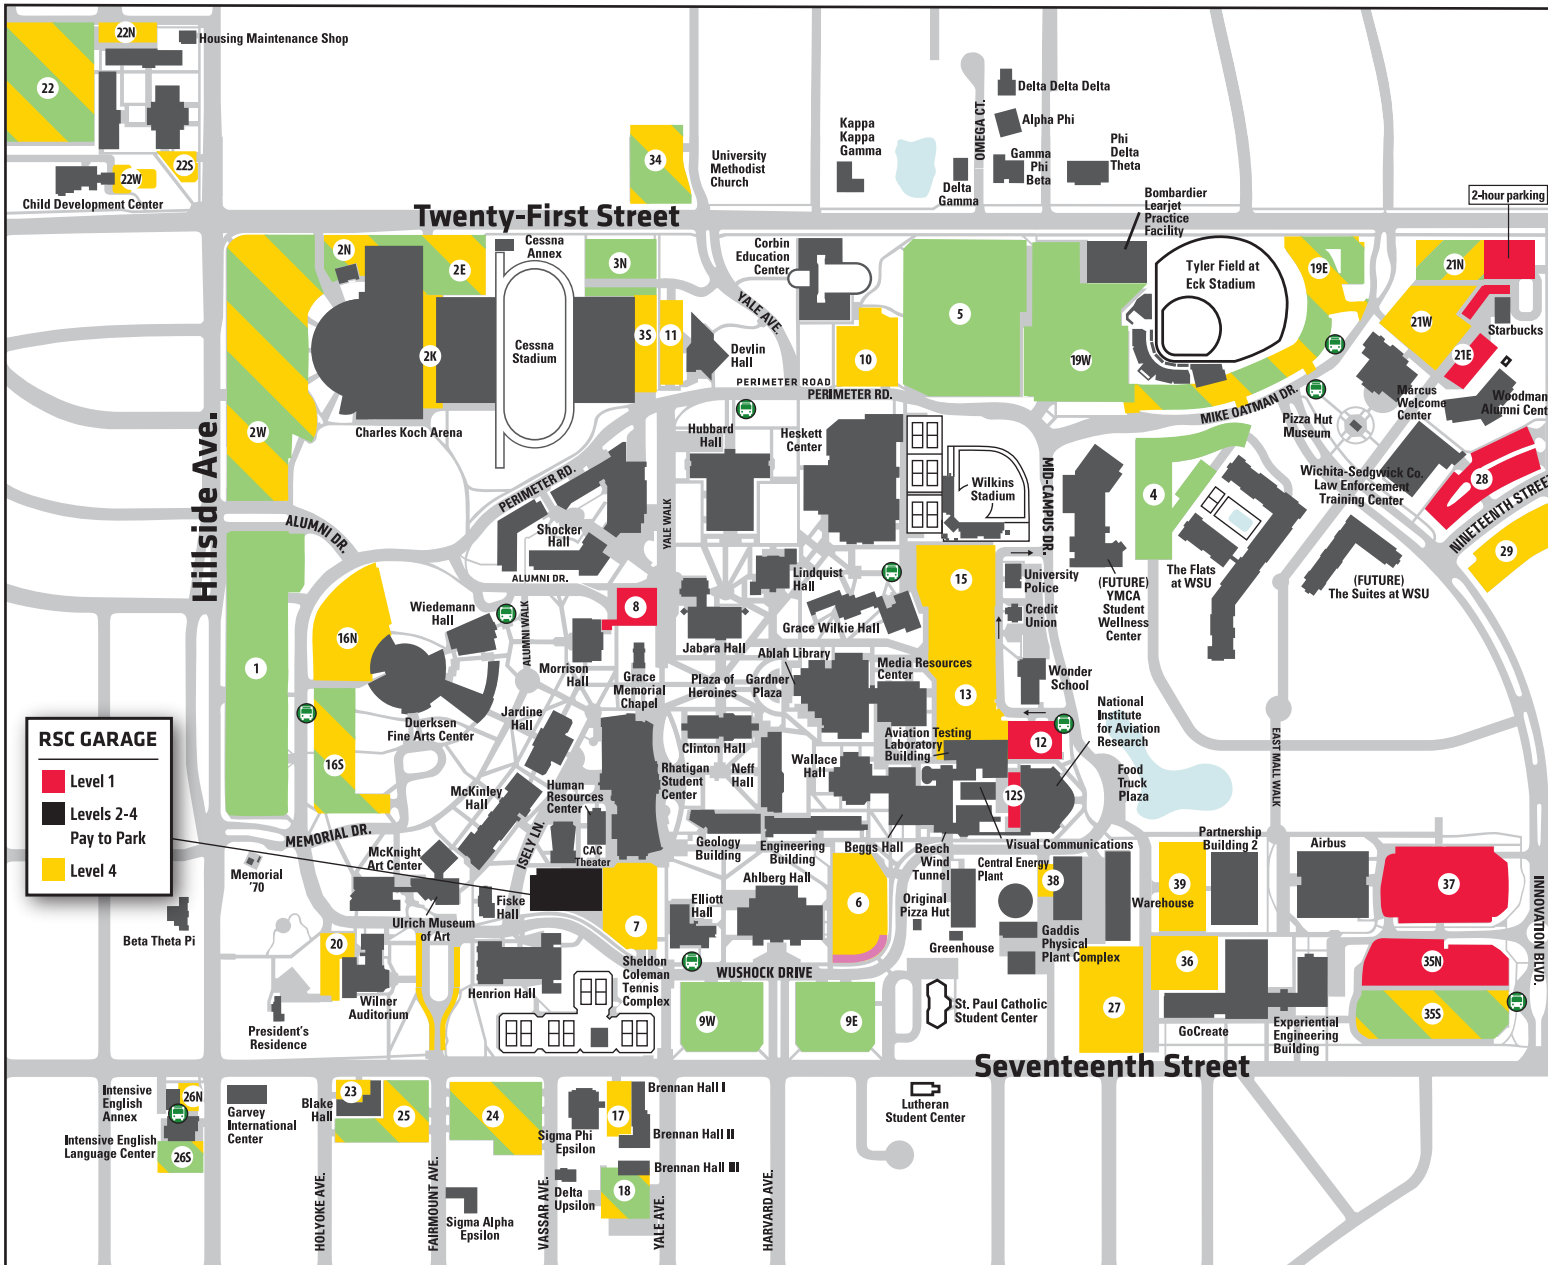 22N
Housing Maintenance Shop
22
22S
22W
Child Development Center
34
University
Methodist
Church
Kappa
Kappa
Gamma
OMEGA CT.
Delta Delta Delta
Alpha Phi
Gamma
Phi
Beta
Phi
Delta
Theta
Delta
Gamma
Bombardier
Learjet
Practice
Facility
2-hour parking
Twenty-First Street
2N
2E
Cessna
Annex
3N
Corbin
Education
Center
YALE AVE.
5
19W
Tyler Field at
Eck Stadium
19E
21N
21W
Starbucks
21E
2K
Cessna
Stadium
3S
11
Devlin
Hall
10
PERIMETER ROAD
PERIMETER RD.
MIKE OATMAN DR.
Marcus
Welcome
Center
Woodman
Alumni Cent
Pizza Hut
Museum
2W
Charles Koch Arena
Hillside Ave.
Hubbard
Hall
Heskett
Center
Wilkins
Stadium
MID-CAMPUS DR.
4
Wichita-Sedgwick Co.
Law Enforcement
Training Center
28
NINETEENTH STREET
29
PERIMETER RD.
Shocker
Hall
YALE WALK
ALUMNI DR.
ALUMNI DR.
The Flats
at WSU
(FUTURE)
The Suites at WSU
(FUTURE)
YMCA
Student
Wellness
Center
Lindquist
Hall
15
University
Police
Credit
Union
8
Wiedemann
Hall
ALUMNI WALK
16N
1
Grace Wilkie Hall
Jabara Hall
Ablah Library
Media Resources
Center
Morrison
Hall
Grace
Memorial
Chapel
Plaza of
Heroines
Gardner
Plaza
13
Wonder
School
National
Institute
for Aviation
Research
Duerksen
Fine Arts Center
Jardine
Hall
Clinton Hall
Aviation Testing
Laboratory
Building
12
RSC GARAGE
Level 1
Levels 2-4
Pay to Park
Level 4
16S
McKinley
Hall
Human
Resources
Center
Rhatigan
Student
Center
Neff
Hall
Wallace
Hall
12S
Food
Truck
Plaza
EAST MALL WALK
MEMORIAL DR.
ISELY LN.
McKnight
Art Center
CAC
Theater
Geology
Building
Engineering
Building
Beggs Hall
Beech
Wind
Tunnel
Visual Communications
Partnership
Building 2
Airbus
Memorial
'70
Central Energy
Plant
38
39
Warehouse
37
Beta Theta Pi
Ulrich Museum
of Art
Fiske
Hall
7
Elliott
Hall
Ahlberg Hall
6
Original
Pizza Hut
Greenhouse
Gaddis
Physical
Plant Complex
INNOVATION BLVD.
20
Wilner
Auditorium
Henrion Hall
Sheldon
Coleman
Tennis
Complex
WUSHOCK DRIVE
36
35N
President's
Residence
9W
9E
St. Paul Catholic
Student Center
27
GoCreate
Experiential
Engineering
Building
35S
Seventeenth Street
Intensive
English
Annex
26N
Garvey
International
Center
Blake
Hall
23
25
24
Sigma Phi
Epsilon
17
Brennan Hall I
Brennan Hall II
Brennan Hall III
Lutheran
Student Center
Intensive English
Language Center
26S
HOLYOKE AVE.
FAIRMOUNT AVE.
Sigma Alpha
Epsilon
VASSAR AVE.
Delta
Upsilon
18
YALE AVE.
HARVARD AVE.